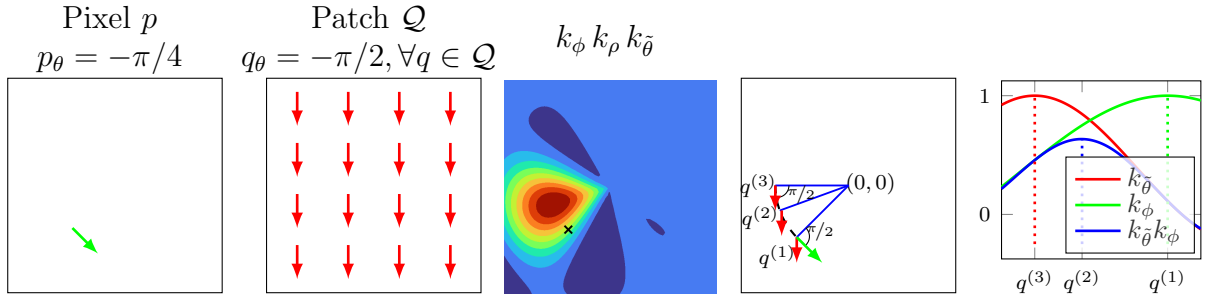 Pixel p
p_θ = −π/4
Patch 𝒬
q_θ = −π/2, ∀q ∈ 𝒬
k_ϕ k_ρ k_θ̃
q^(3)
π/2
(0, 0)
q^(2)
π/2
q^(1)
1
0
k_θ̃
k_ϕ
k_θ̃ k_ϕ
q^(3) q^(2) q^(1)